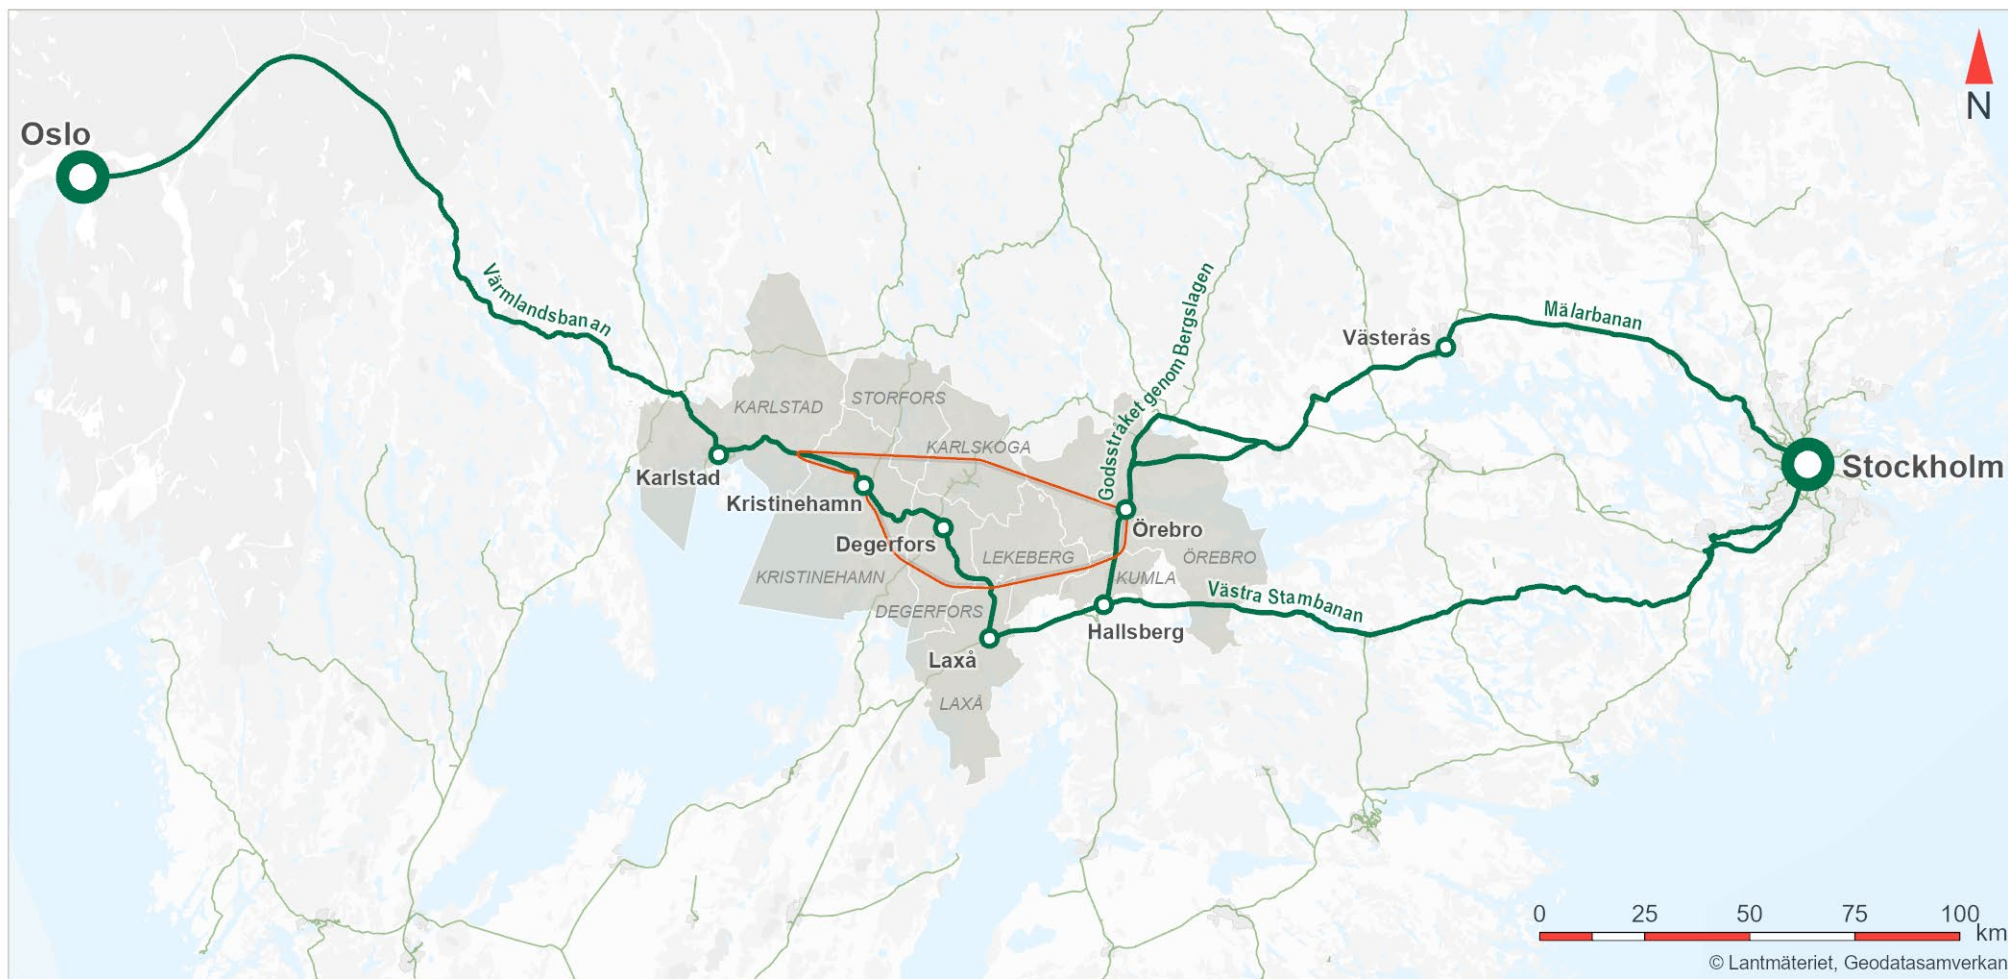 N
Oslo
Värmlandsbanan
Godsstråket genom Bergslagen
Mälarbanan
Västerås
KARLSTAD
STORFORS
KARLSKOGA
Karlstad
Stockholm
Kristinehamn
Örebro
Degerfors
LEKEBERG
ÖREBRO
KRISTINEHAMN
KUMLA
Västra Stambanan
DEGERFORS
Hallsberg
Laxå
LAXÅ
0 25 50 75 100
km
© Lantmäteriet, Geodatasamverkan